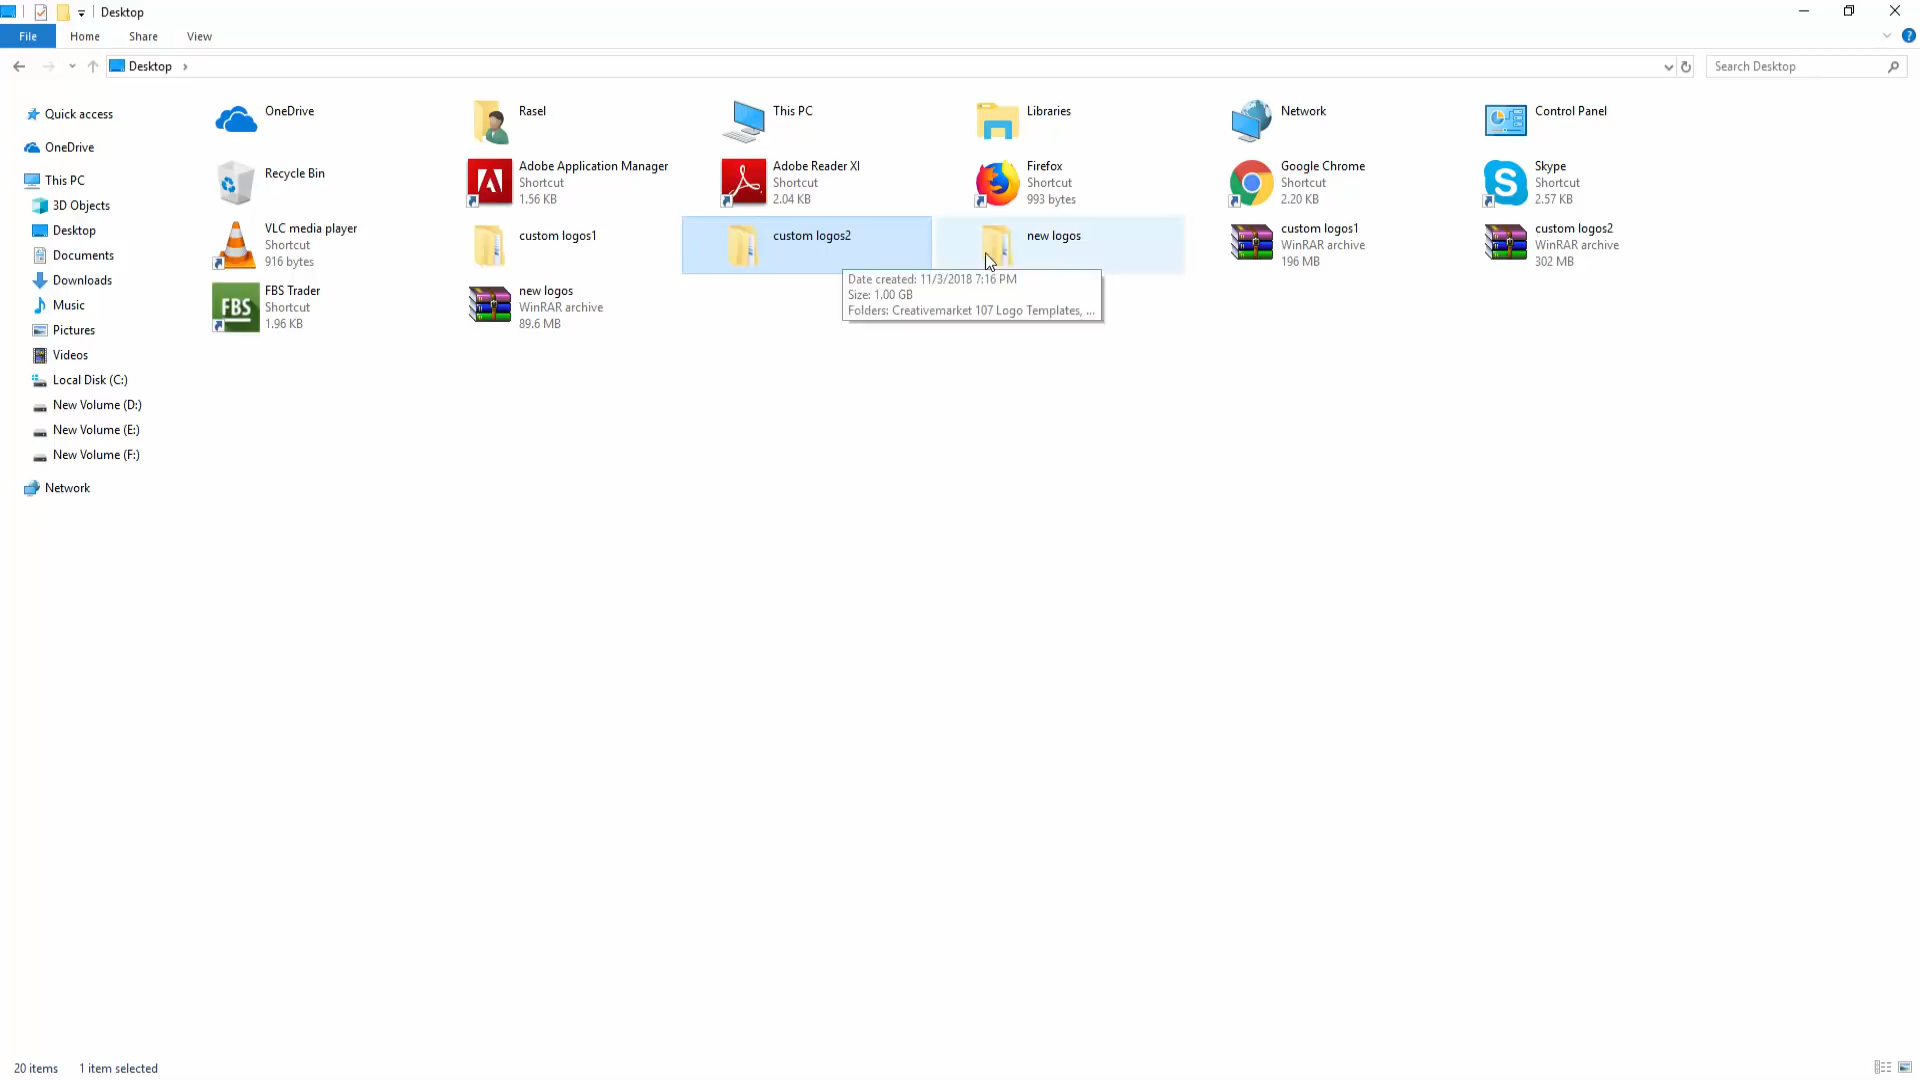 Desktop
File Home Share View
Desktop
Search Desktop
Quick access
OneDrive
This PC
3D Objects
Desktop
Documents
Downloads
Music
Pictures
Videos
Local Disk (C:)
New Volume (D:)
New Volume (E:)
New Volume (F:)
Network
OneDrive
Rasel
This PC
Libraries
Network
Control Panel
Recycle Bin
Adobe Application Manager
Shortcut
1.56 KB
Adobe Reader XI
Shortcut
2.04 KB
Firefox
Shortcut
993 bytes
Google Chrome
Shortcut
2.20 KB
Skype
Shortcut
2.57 KB
VLC media player
Shortcut
916 bytes
custom logos1
custom logos2
new logos
custom logos1
WinRAR archive
196 MB
custom logos2
WinRAR archive
302 MB
FBS
FBS Trader
Shortcut
1.96 KB
new logos
WinRAR archive
89.6 MB
Date created: 11/3/2018 7:16 PM
Size: 1.00 GB
Folders: Creativemarket 107 Logo Templates, ...
20 items 1 item selected